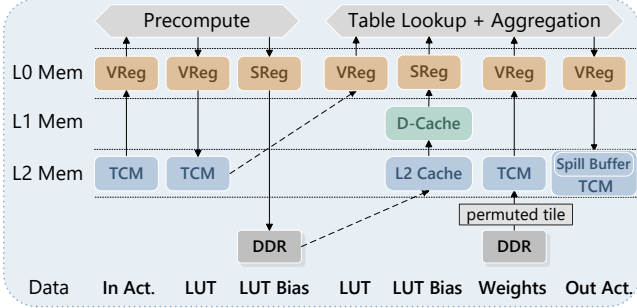 Precompute Table Lookup + Aggregation
L0 Mem VReg VReg SReg VReg SReg VReg VReg
L1 Mem D-Cache
L2 Mem TCM TCM L2 Cache TCM Spill Buffer
TCM
permuted tile
DDR DDR
Data In Act. LUT LUT Bias LUT LUT Bias Weights Out Act.